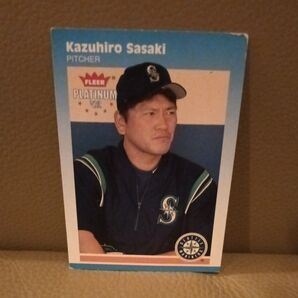 Kazuhiro Sasaki
PITCHER
FLEER
PLATINUM
S
S